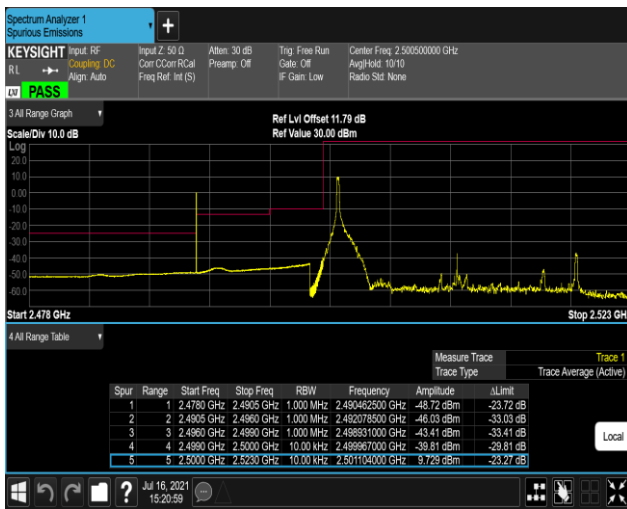 Spectrum Analyzer 1
Spurious Emissions
+
KEYSIGHT Input: RF Input Z: 50 Ω Atten: 30 dB Trig: Free Run Center Freq: 2.500500000 GHz
R L Coupling: DC Corr CCorr RCal Preamp: Off Gate: Off Avg|Hold: 10/10
Align: Auto Freq Ref: Int (S) IF Gain: Low Radio Std: None
LXI PASS
3 All Range Graph
Ref Lvl Offset 11.79 dB
Scale/Div 10.0 dB Ref Value 30.00 dBm
Log
20.0
10.0
0.00
-10.0
-20.0
-30.0
-40.0
-50.0
-60.0
Start 2.478 GHz Stop 2.523 GH
4 All Range Table
Measure Trace Trace 1
Trace Type Trace Average (Active)
Spur Range Start Freq Stop Freq RBW Frequency Amplitude ΔLimit
1 1 2.4780 GHz 2.4905 GHz 1.000 MHz 2.490462500 GHz -48.72 dBm -23.72 dB
2 2 2.4905 GHz 2.4960 GHz 1.000 MHz 2.492078500 GHz -46.03 dBm -33.03 dB
3 3 2.4960 GHz 2.4990 GHz 1.000 MHz 2.498931000 GHz -43.41 dBm -33.41 dB
4 4 2.4990 GHz 2.5000 GHz 10.00 kHz 2.499967000 GHz -39.81 dBm -29.81 dB
5 5 2.5000 GHz 2.5230 GHz 10.00 kHz 2.501104000 GHz 9.729 dBm -23.27 dB
Local
? Jul 16, 2021
15:20:59